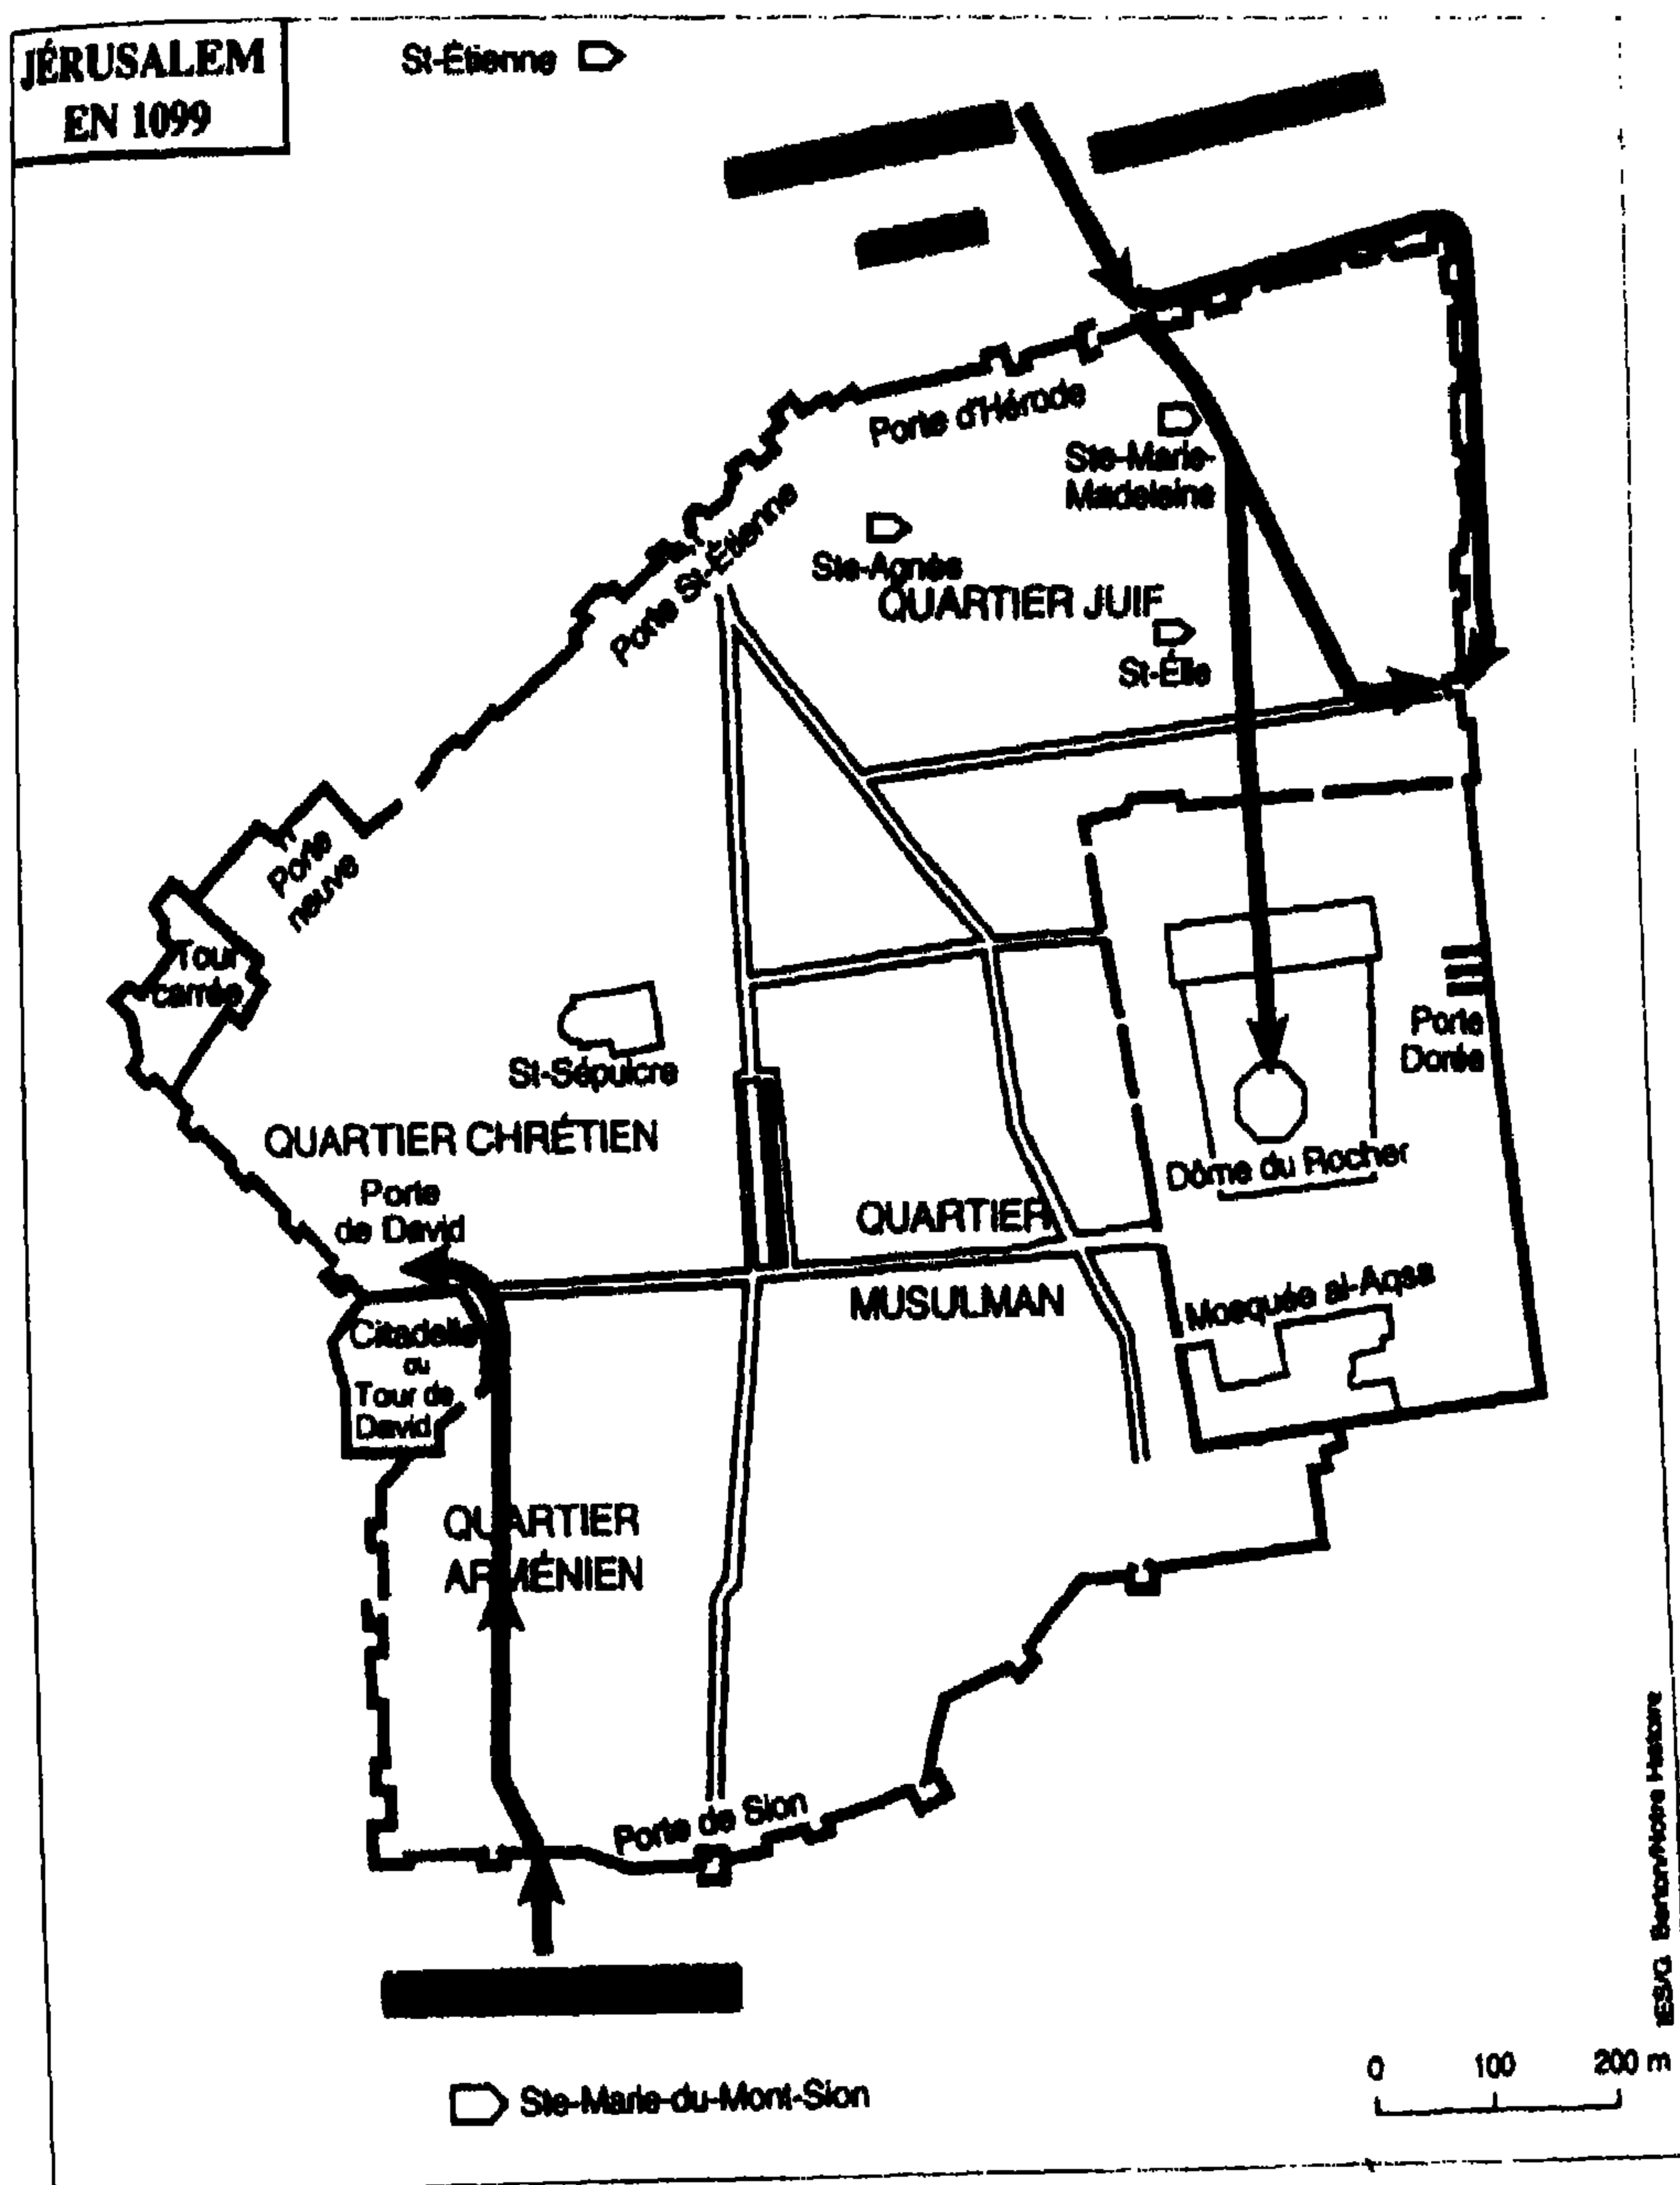 JÉRUSALEM
EN 1099
St-Étienne
Porte d'Hérode
Ste-Marie-
Madeleine
Porte St-Étienne
Ste-Agnès
QUARTIER JUIF
St-Élie
Porte
neuve
Tour
carrée
St-Sépulcre
Porte
Dorée
QUARTIER CHRÉTIEN
Dôme du Rocher
Porte
de David
QUARTIER
MUSULMAN
Mosquée al-Aqsa
Citadelle
ou
Tour de
David
QUARTIER
ARMÉNIEN
Porte de Sion
Ste-Marie-du-Mont-Sion
0 100 200 m
Histoire